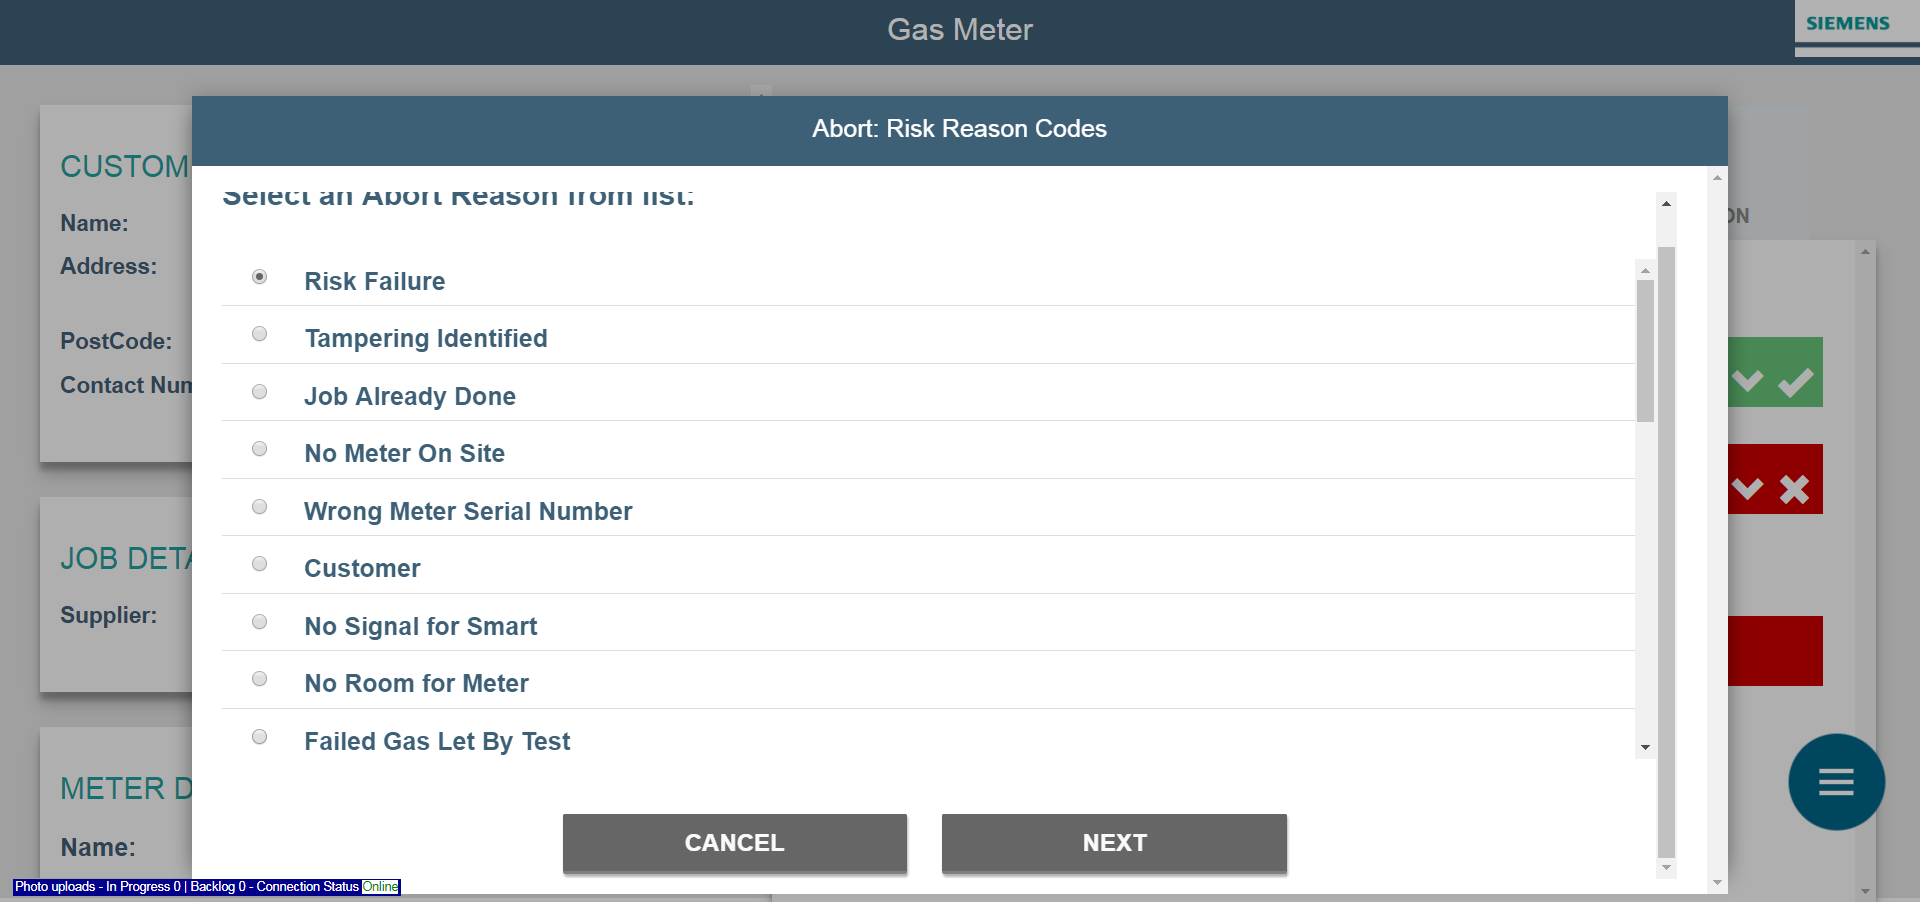 Gas Meter
SIEMENS
Abort: Risk Reason Codes
CUSTOM
Name:
Address:
PostCode:
Contact Num
JOB DETA
Supplier:
METER D
Name:
Select an Abort Reason from list:
Risk Failure
Tampering Identified
Job Already Done
No Meter On Site
Wrong Meter Serial Number
Customer
No Signal for Smart
No Room for Meter
Failed Gas Let By Test
CANCEL
NEXT
ON
Photo uploads - In Progress 0 | Backlog 0 - Connection Status Online